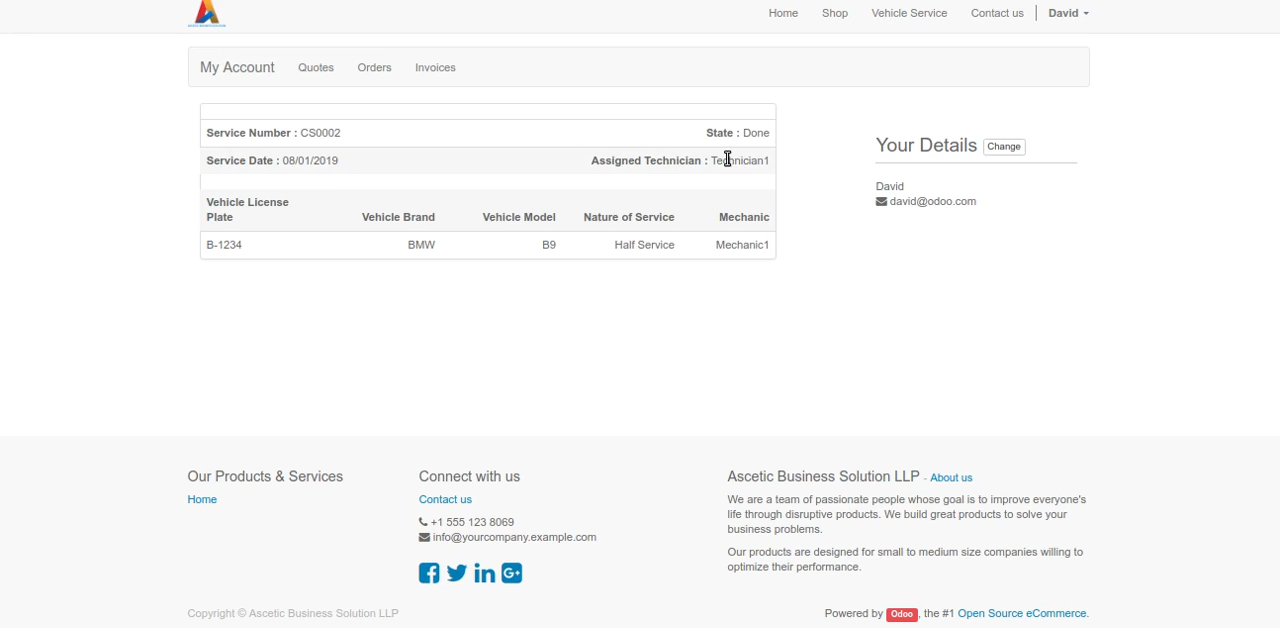 Home Shop Vehicle Service Contact us David
My Account Quotes Orders Invoices
Service Number : CS0002 State : Done
Service Date : 08/01/2019 Assigned Technician : Technician1
Vehicle License Plate Vehicle Brand Vehicle Model Nature of Service Mechanic
B-1234 BMW B9 Half Service Mechanic1
Your Details Change
David
david@odoo.com
Our Products & Services
Home
Connect with us
Contact us
+1 555 123 8069
info@yourcompany.example.com
Ascetic Business Solution LLP - About us
We are a team of passionate people whose goal is to improve everyone's
life through disruptive products. We build great products to solve your
business problems.
Our products are designed for small to medium size companies willing to
optimize their performance.
Copyright © Ascetic Business Solution LLP
Powered by Odoo, the #1 Open Source eCommerce.